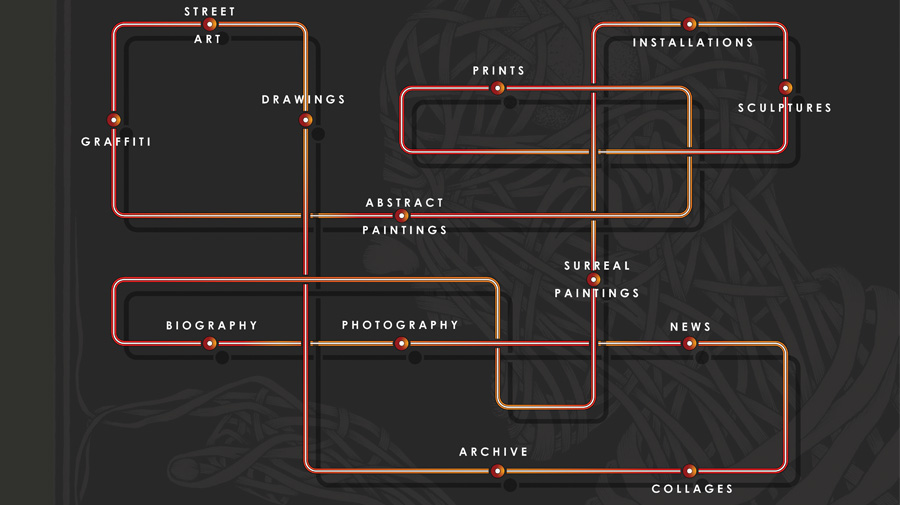 STREET
ART
INSTALLATIONS
PRINTS
DRAWINGS
SCULPTURES
GRAFFITI
ABSTRACT
PAINTINGS
SURREAL
PAINTINGS
BIOGRAPHY
PHOTOGRAPHY
NEWS
ARCHIVE
COLLAGES